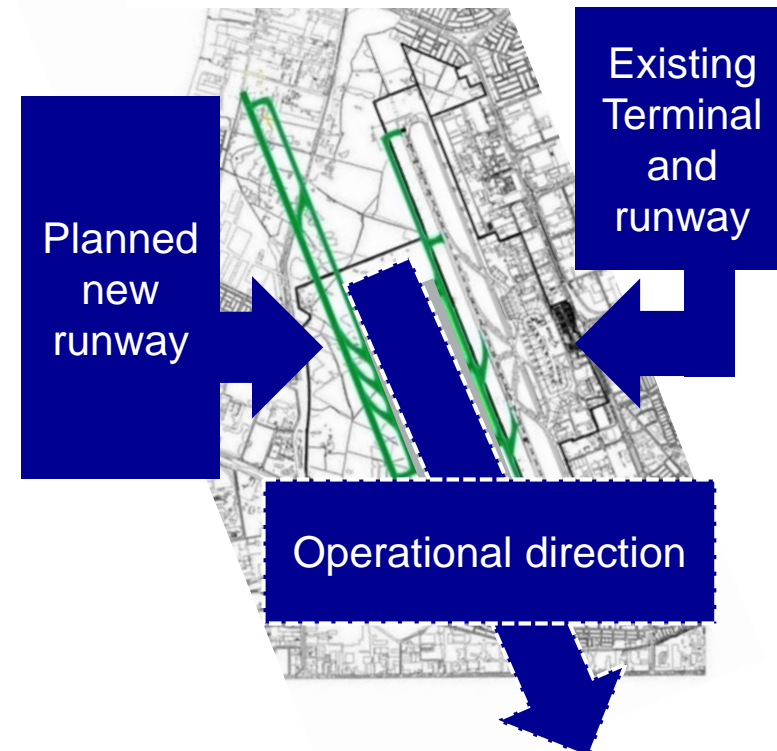 Existing
Terminal
and
runway
Planned
new
runway
Operational direction